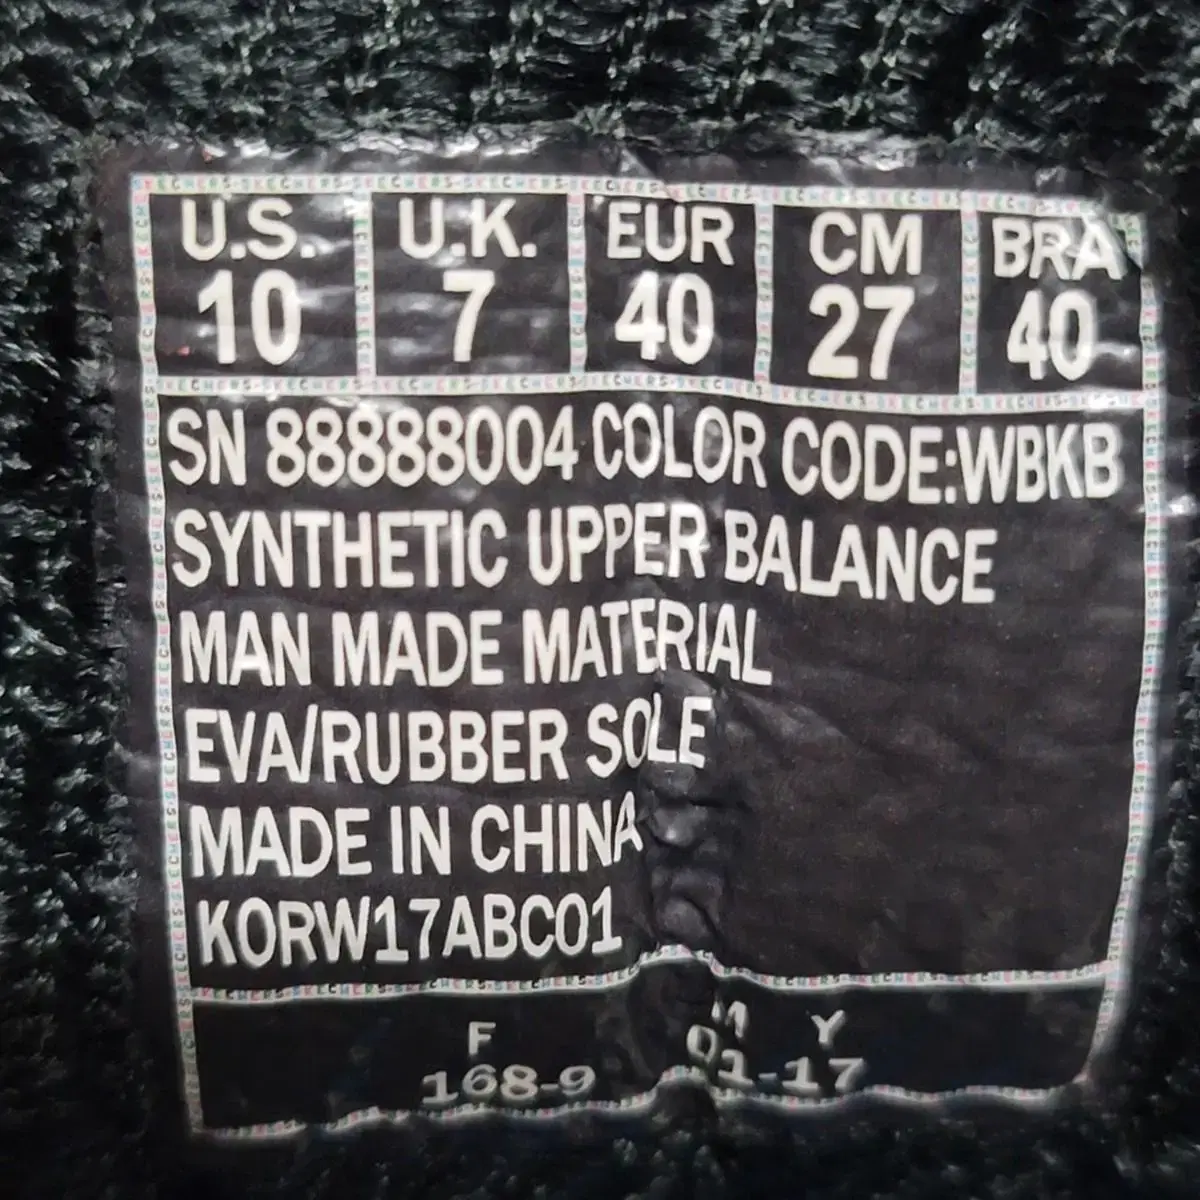 U.S. U.K. EUR CM BRA
10 7 40 27 40
SN 88888004 COLOR CODE:WBKB
SYNTHETIC UPPER BALANCE
MAN MADE MATERIAL
EVA/RUBBER SOLE
MADE IN CHINA
KORW17ABC01
F M Y
168-9 01-17